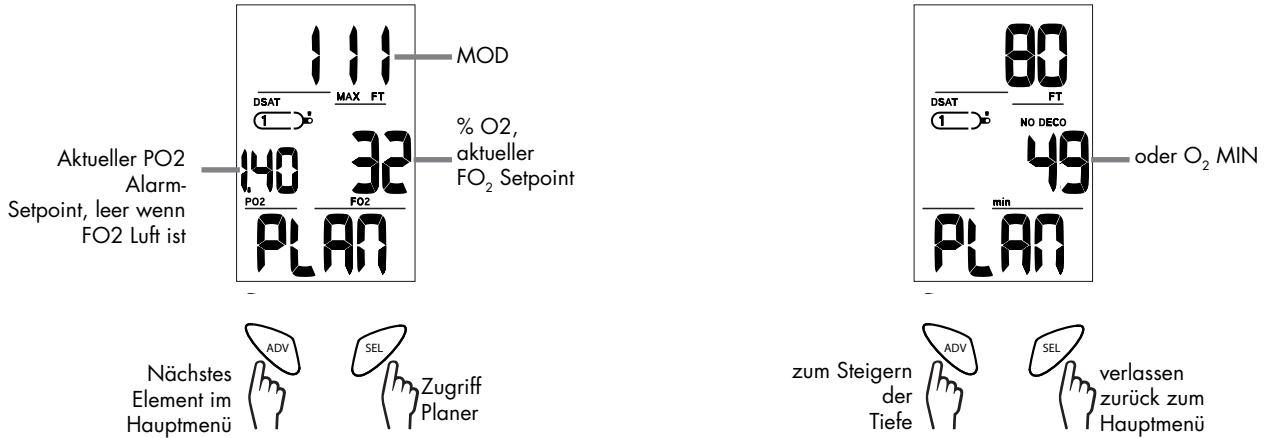 111
MOD
MAX FT
DSAT
1
% O2,
aktueller
FO₂ Setpoint
32
1.40
Aktueller PO2
Alarm-
Setpoint, leer wenn
FO2 Luft ist
PO2
FO2
PLAN
ADV
SEL
Nächstes
Element im
Hauptmenü
Zugriff
Planer
80
FT
DSAT
1
NO DECO
49
oder O₂ MIN
min
PLAN
ADV
SEL
zum Steigern
der
Tiefe
verlassen
zurück zum
Hauptmenü